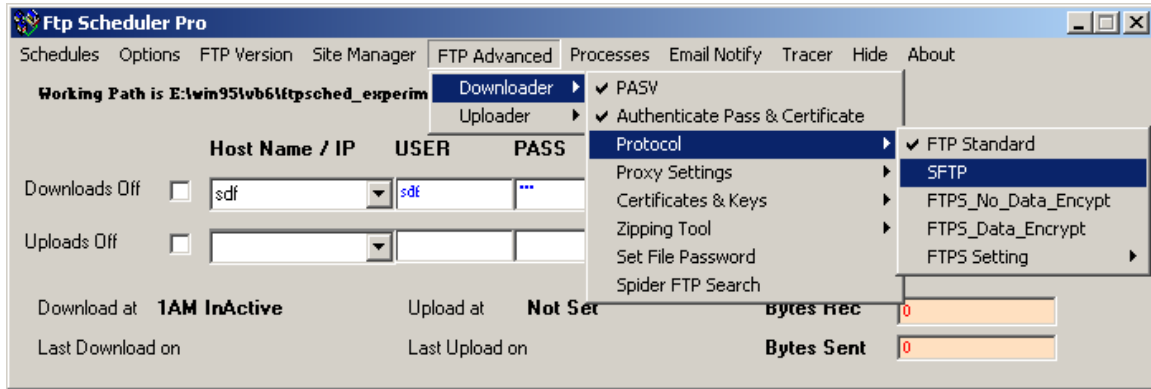 Ftp Scheduler Pro
Schedules Options FTP Version Site Manager FTP Advanced Processes Email Notify Tracer Hide About
Working Path is E:\win95\vb6\ftpsched_experim
Downloader
✔ PASV
Uploader
✔ Authenticate Pass & Certificate
Host Name / IP USER PASS
Protocol
✔ FTP Standard
Proxy Settings
SFTP
Downloads Off sdf sdf ***
Certificates & Keys
FTPS_No_Data_Encypt
Zipping Tool
FTPS_Data_Encrypt
Uploads Off
Set File Password
FTPS Setting
Spider FTP Search
Download at 1AM InActive Upload at Not Set Bytes Rec 0
Last Download on Last Upload on Bytes Sent 0